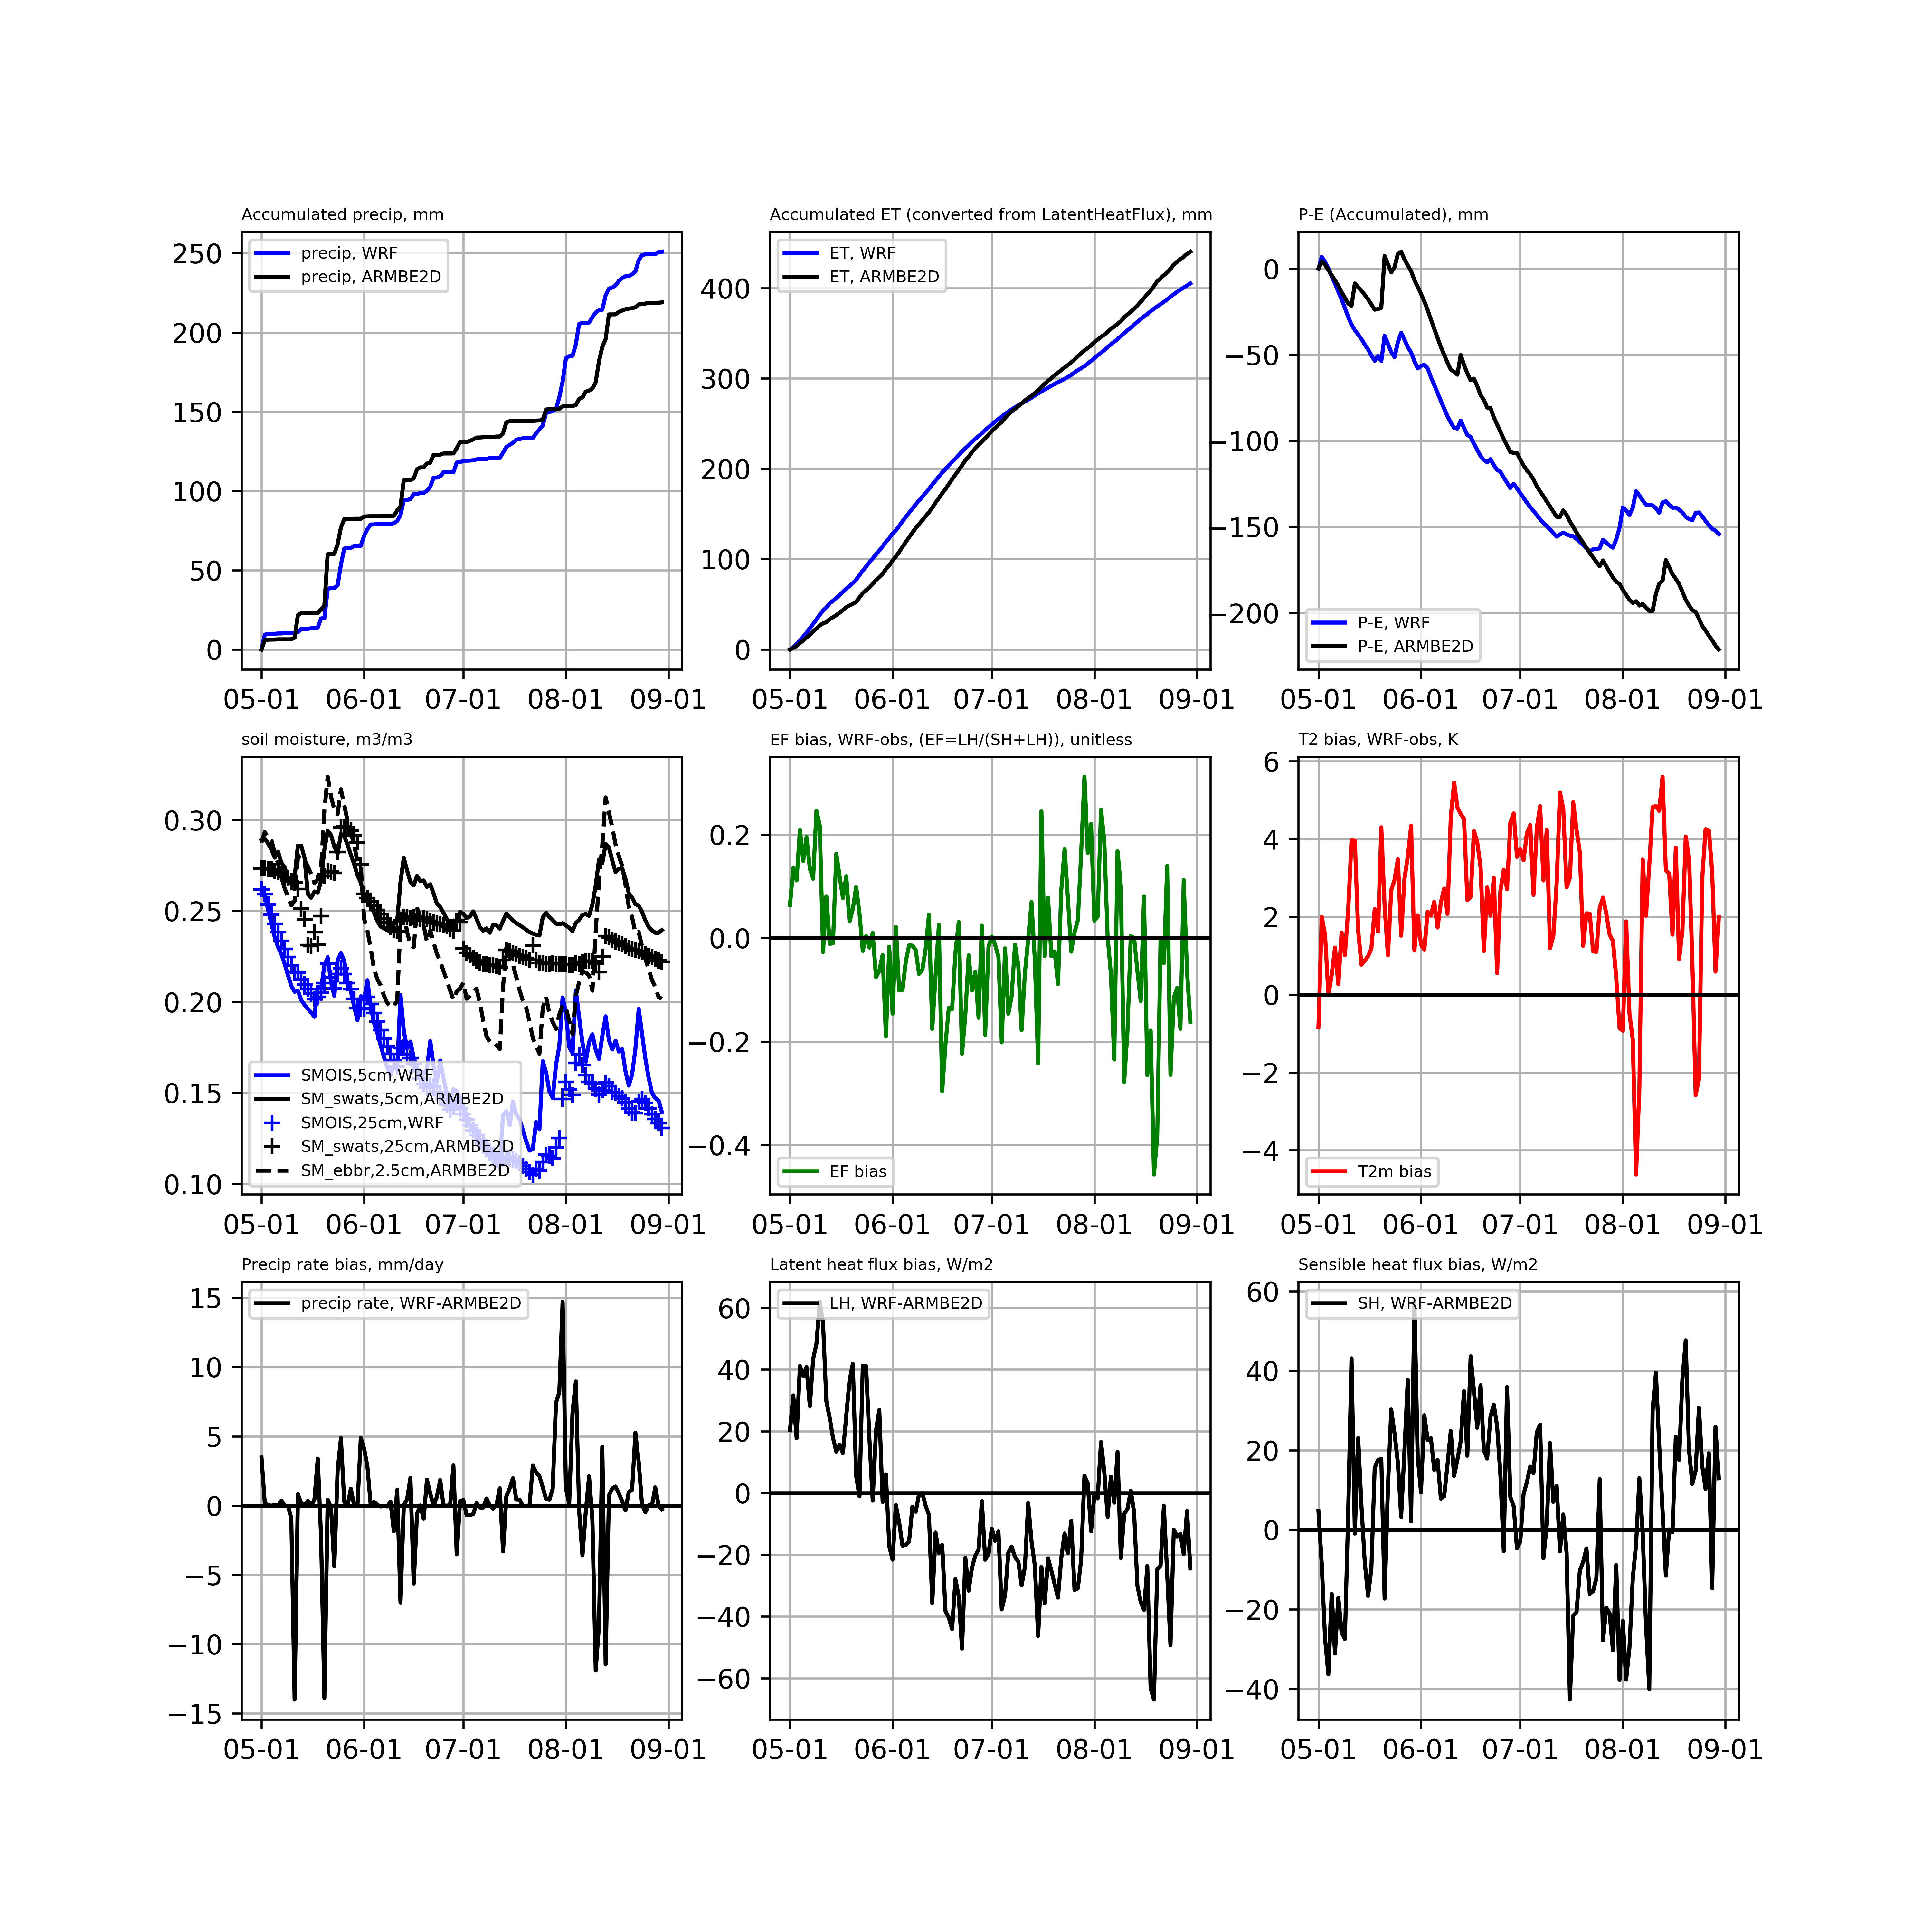 Accumulated precip, mm
precip, WRF
precip, ARMBE2D
250
200
150
100
50
0
05-01 06-01 07-01 08-01 09-01
Accumulated ET (converted from LatentHeatFlux), mm
ET, WRF
ET, ARMBE2D
400
300
200
100
0
05-01 06-01 07-01 08-01 09-01
P-E (Accumulated), mm
0
−50
−100
−150
−200
P-E, WRF
P-E, ARMBE2D
05-01 06-01 07-01 08-01 09-01
soil moisture, m3/m3
0.30
0.25
0.20
0.15
0.10
SMOIS,5cm,WRF
SM_swats,5cm,ARMBE2D
SMOIS,25cm,WRF
SM_swats,25cm,ARMBE2D
SM_ebbr,2.5cm,ARMBE2D
05-01 06-01 07-01 08-01 09-01
EF bias, WRF-obs, (EF=LH/(SH+LH)), unitless
0.2
0.0
−0.2
−0.4
EF bias
05-01 06-01 07-01 08-01 09-01
T2 bias, WRF-obs, K
6
4
2
0
−2
−4
T2m bias
05-01 06-01 07-01 08-01 09-01
Precip rate bias, mm/day
precip rate, WRF-ARMBE2D
15
10
5
0
−5
−10
−15
05-01 06-01 07-01 08-01 09-01
Latent heat flux bias, W/m2
LH, WRF-ARMBE2D
60
40
20
0
−20
−40
−60
05-01 06-01 07-01 08-01 09-01
Sensible heat flux bias, W/m2
SH, WRF-ARMBE2D
60
40
20
0
−20
−40
05-01 06-01 07-01 08-01 09-01